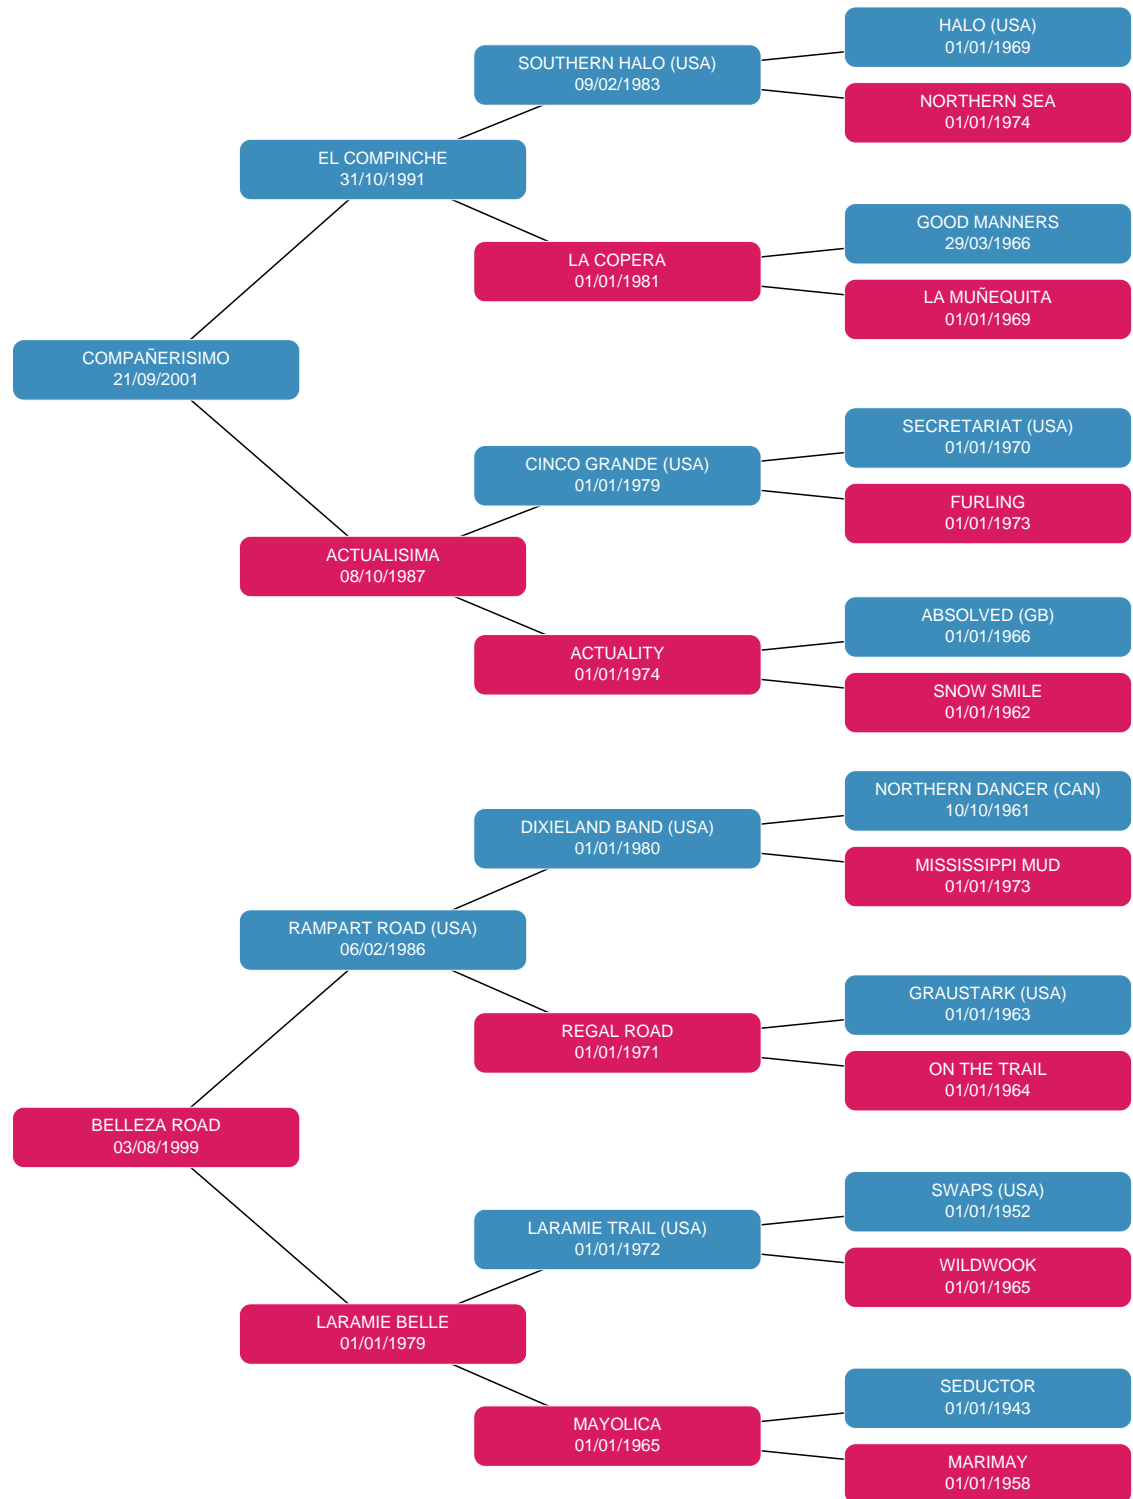 HALO (USA)
01/01/1969
SOUTHERN HALO (USA)
09/02/1983
NORTHERN SEA
01/01/1974
EL COMPINCHE
31/10/1991
GOOD MANNERS
29/03/1966
LA COPERA
01/01/1981
LA MUÑEQUITA
01/01/1969
COMPAÑERISIMO
21/09/2001
SECRETARIAT (USA)
01/01/1970
CINCO GRANDE (USA)
01/01/1979
FURLING
01/01/1973
ACTUALISIMA
08/10/1987
ABSOLVED (GB)
01/01/1966
ACTUALITY
01/01/1974
SNOW SMILE
01/01/1962
NORTHERN DANCER (CAN)
10/10/1961
DIXIELAND BAND (USA)
01/01/1980
MISSISSIPPI MUD
01/01/1973
RAMPART ROAD (USA)
06/02/1986
GRAUSTARK (USA)
01/01/1963
REGAL ROAD
01/01/1971
ON THE TRAIL
01/01/1964
BELLEZA ROAD
03/08/1999
SWAPS (USA)
01/01/1952
LARAMIE TRAIL (USA)
01/01/1972
WILDWOOK
01/01/1965
LARAMIE BELLE
01/01/1979
SEDUCTOR
01/01/1943
MAYOLICA
01/01/1965
MARIMAY
01/01/1958